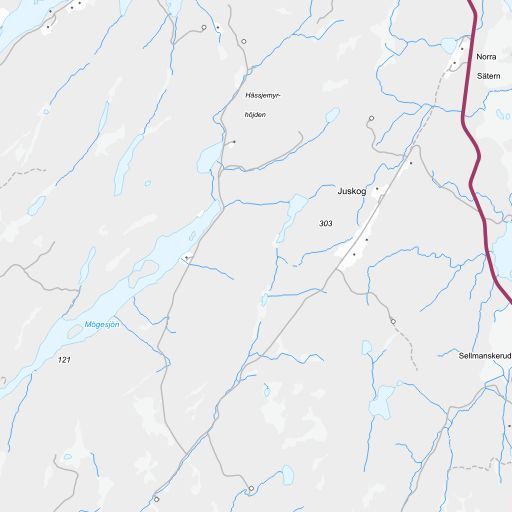 Norra
Sätern
Hässjemyr-
höjden
Juskog
303
Mögesjön
121
Sellmanskerud